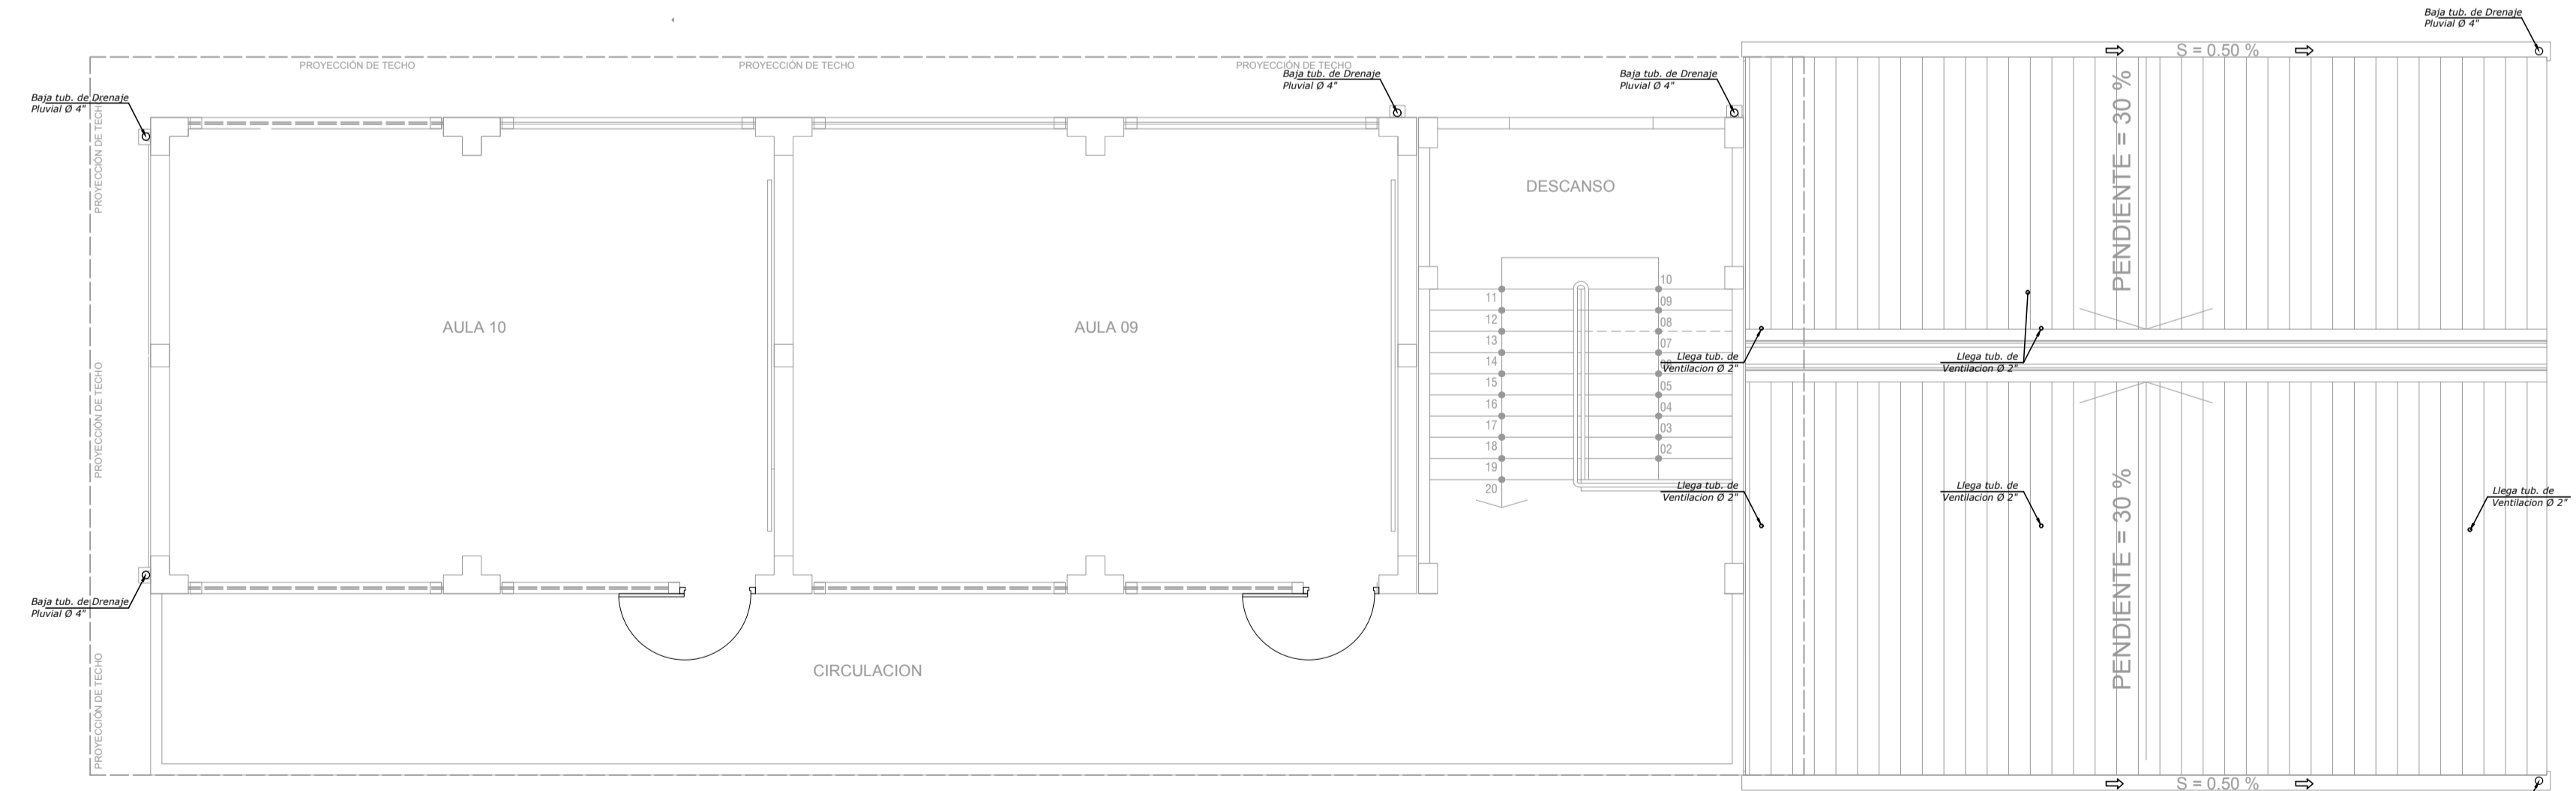 Baja tub. de Drenaje
Pluvial Ø 4"
S = 0.50 %
PROYECCIÓN DE TECHO
PROYECCIÓN DE TECHO
PROYECCIÓN DE TECHO
Baja tub. de Drenaje
Pluvial Ø 4"
Baja tub. de Drenaje
Pluvial Ø 4"
Baja tub. de Drenaje
Pluvial Ø 4"
PROYECCIÓN DE TECHO
PENDIENTE = 30 %
DESCANSO
AULA 10
AULA 09
10
11
09
12
08
13
07
14
15
05
16
04
17
03
18
02
19
20
Llega tub. de
Ventilacion Ø 2"
Llega tub. de
Ventilacion Ø 2"
PROYECCIÓN DE TECHO
Llega tub. de
Ventilacion Ø 2"
Llega tub. de
Ventilacion Ø 2"
Llega tub. de
Ventilacion Ø 2"
PENDIENTE = 30 %
Baja tub. de Drenaje
Pluvial Ø 4"
CIRCULACION
PROYECCIÓN DE TECHO
S = 0.50 %